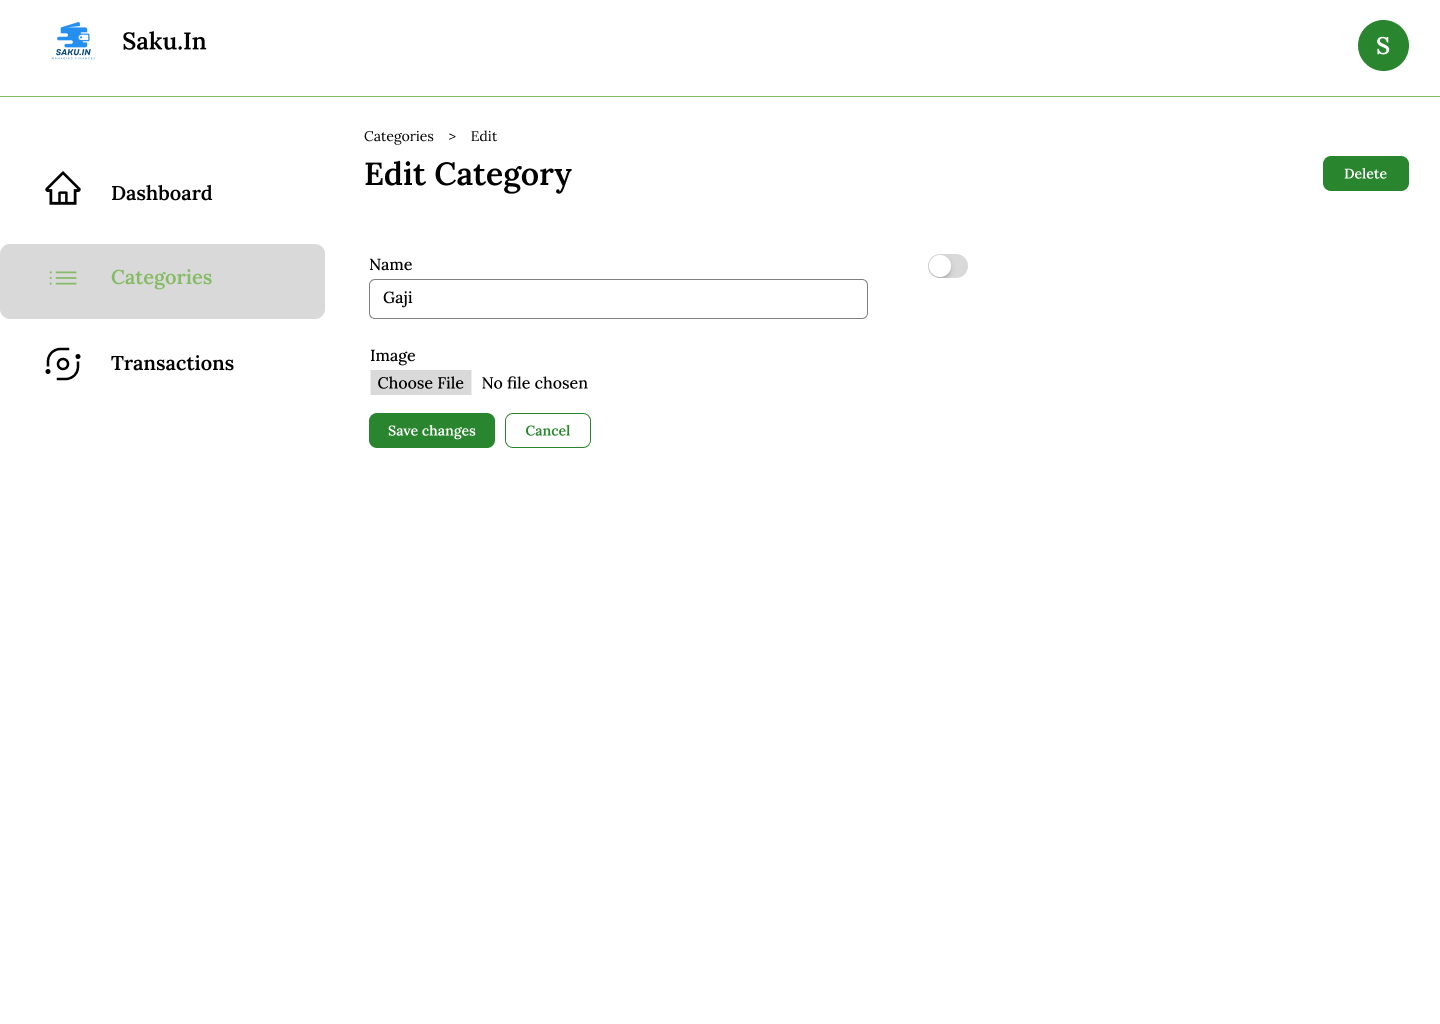 SAKU.IN
Saku.In
S
Categories > Edit
Edit Category
Delete
Dashboard
Categories
Transactions
Name
Gaji
Image
Choose File No file chosen
Save changes Cancel